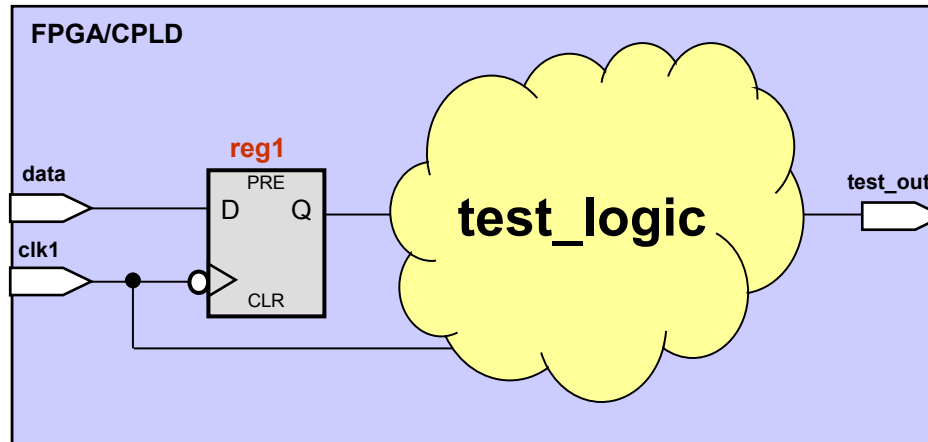 FPGA/CPLD
reg1
data
PRE
D Q
test_logic
test_out
clk1
CLR